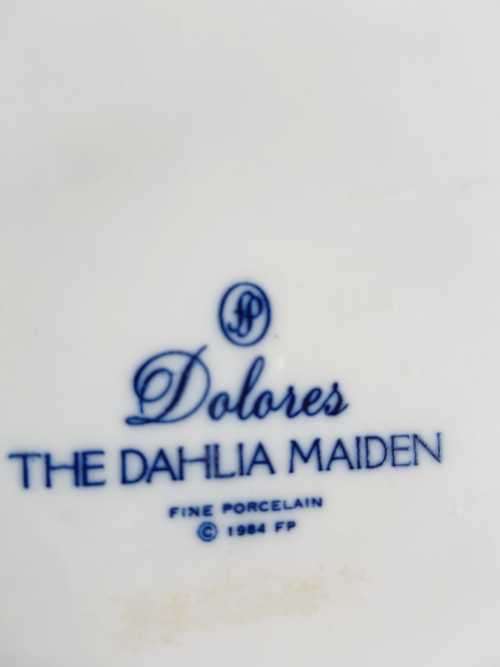 FP
Dolores
THE DAHLIA MAIDEN
FINE PORCELAIN
© 1984 FP